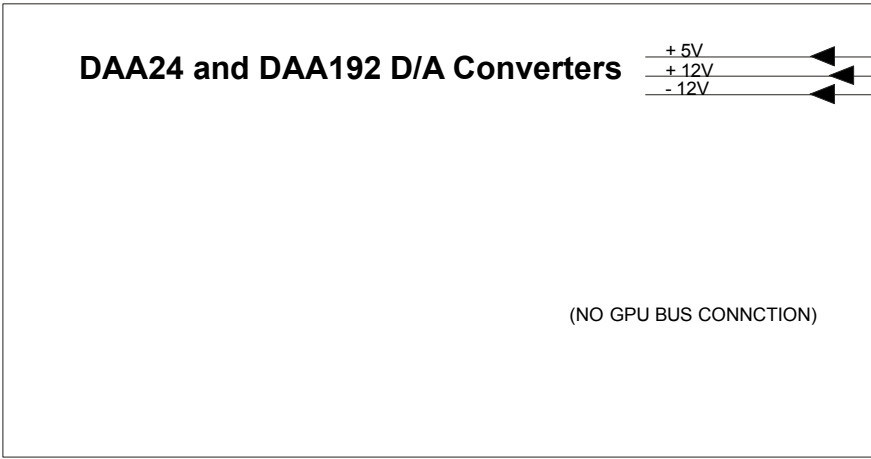 DAA24 and DAA192 D/A Converters
+ 5V
+ 12V
- 12V
(NO GPU BUS CONNCTION)